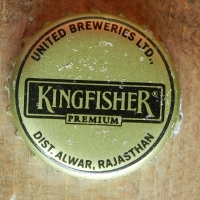 UNITED BREWERIES LTD.,
KINGFISHER
PREMIUM
DIST. ALWAR, RAJASTHAN